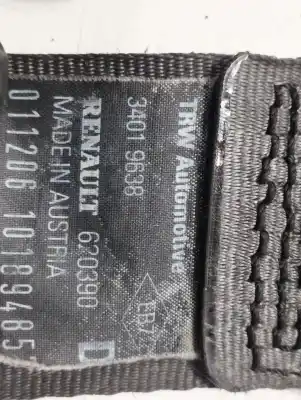 TRW Automotive
3401 9638
RENAULT 620390 D
MADE IN AUSTRIA
011206 10189485